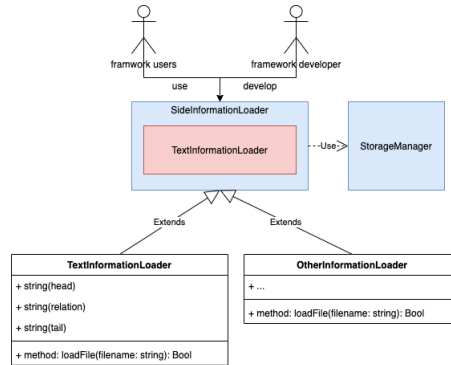 framwork users
framework developer
use
develop
SideInformationLoader
TextInformationLoader
Use
StorageManager
Extends
Extends
TextInformationLoader
+ string(head)
+ string(relation)
+ string(tail)
+ method: loadFile(filename: string): Bool
OtherInformationLoader
+ ...
+ method: loadFile(filename: string): Bool